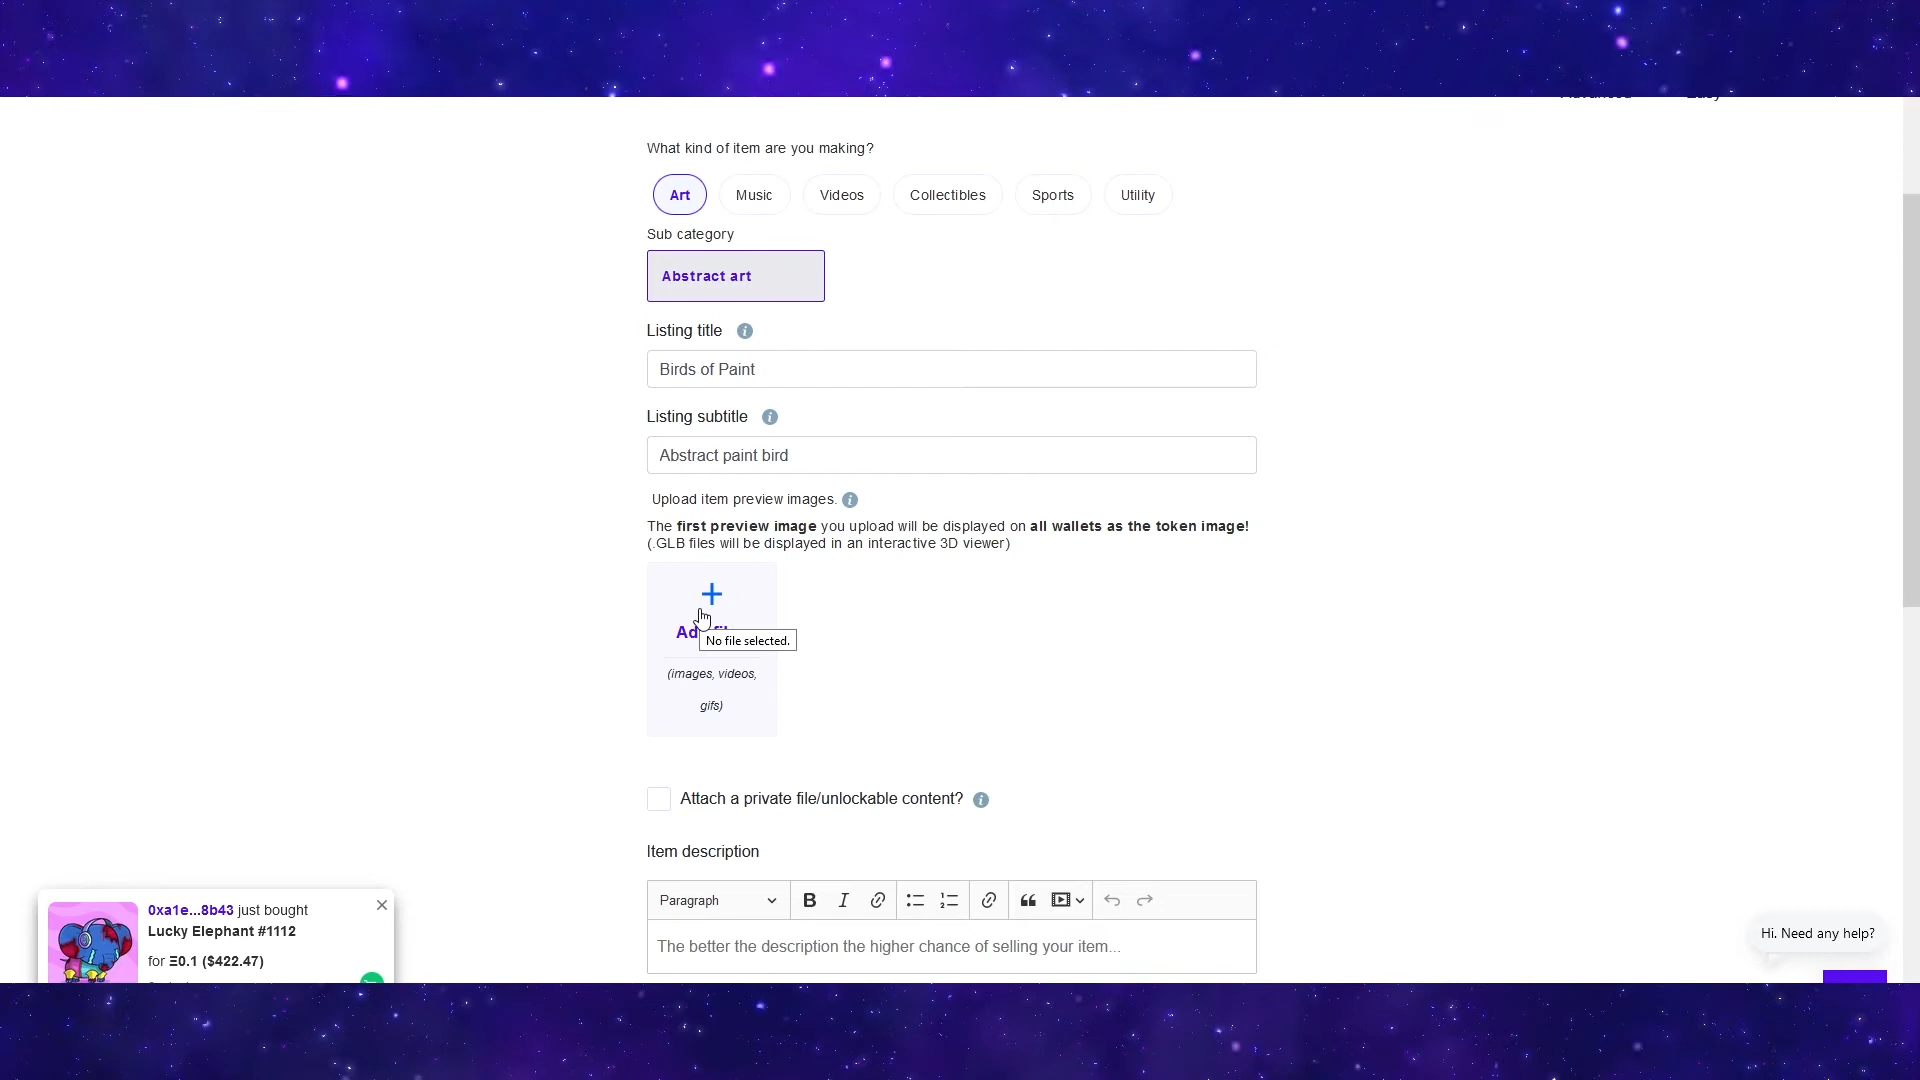 What kind of item are you making?
Art Music Videos Collectibles Sports Utility
Sub category
Abstract art
Listing title
Birds of Paint
Listing subtitle
Abstract paint bird
Upload item preview images.
The first preview image you upload will be displayed on all wallets as the token image!
(.GLB files will be displayed in an interactive 3D viewer)
No file selected.
(images, videos,
gifs)
Attach a private file/unlockable content?
Item description
Paragraph
The better the description the higher chance of selling your item...
0xa1e...8b43 just bought
Lucky Elephant #1112
for Ξ0.1 ($422.47)
Hi. Need any help?